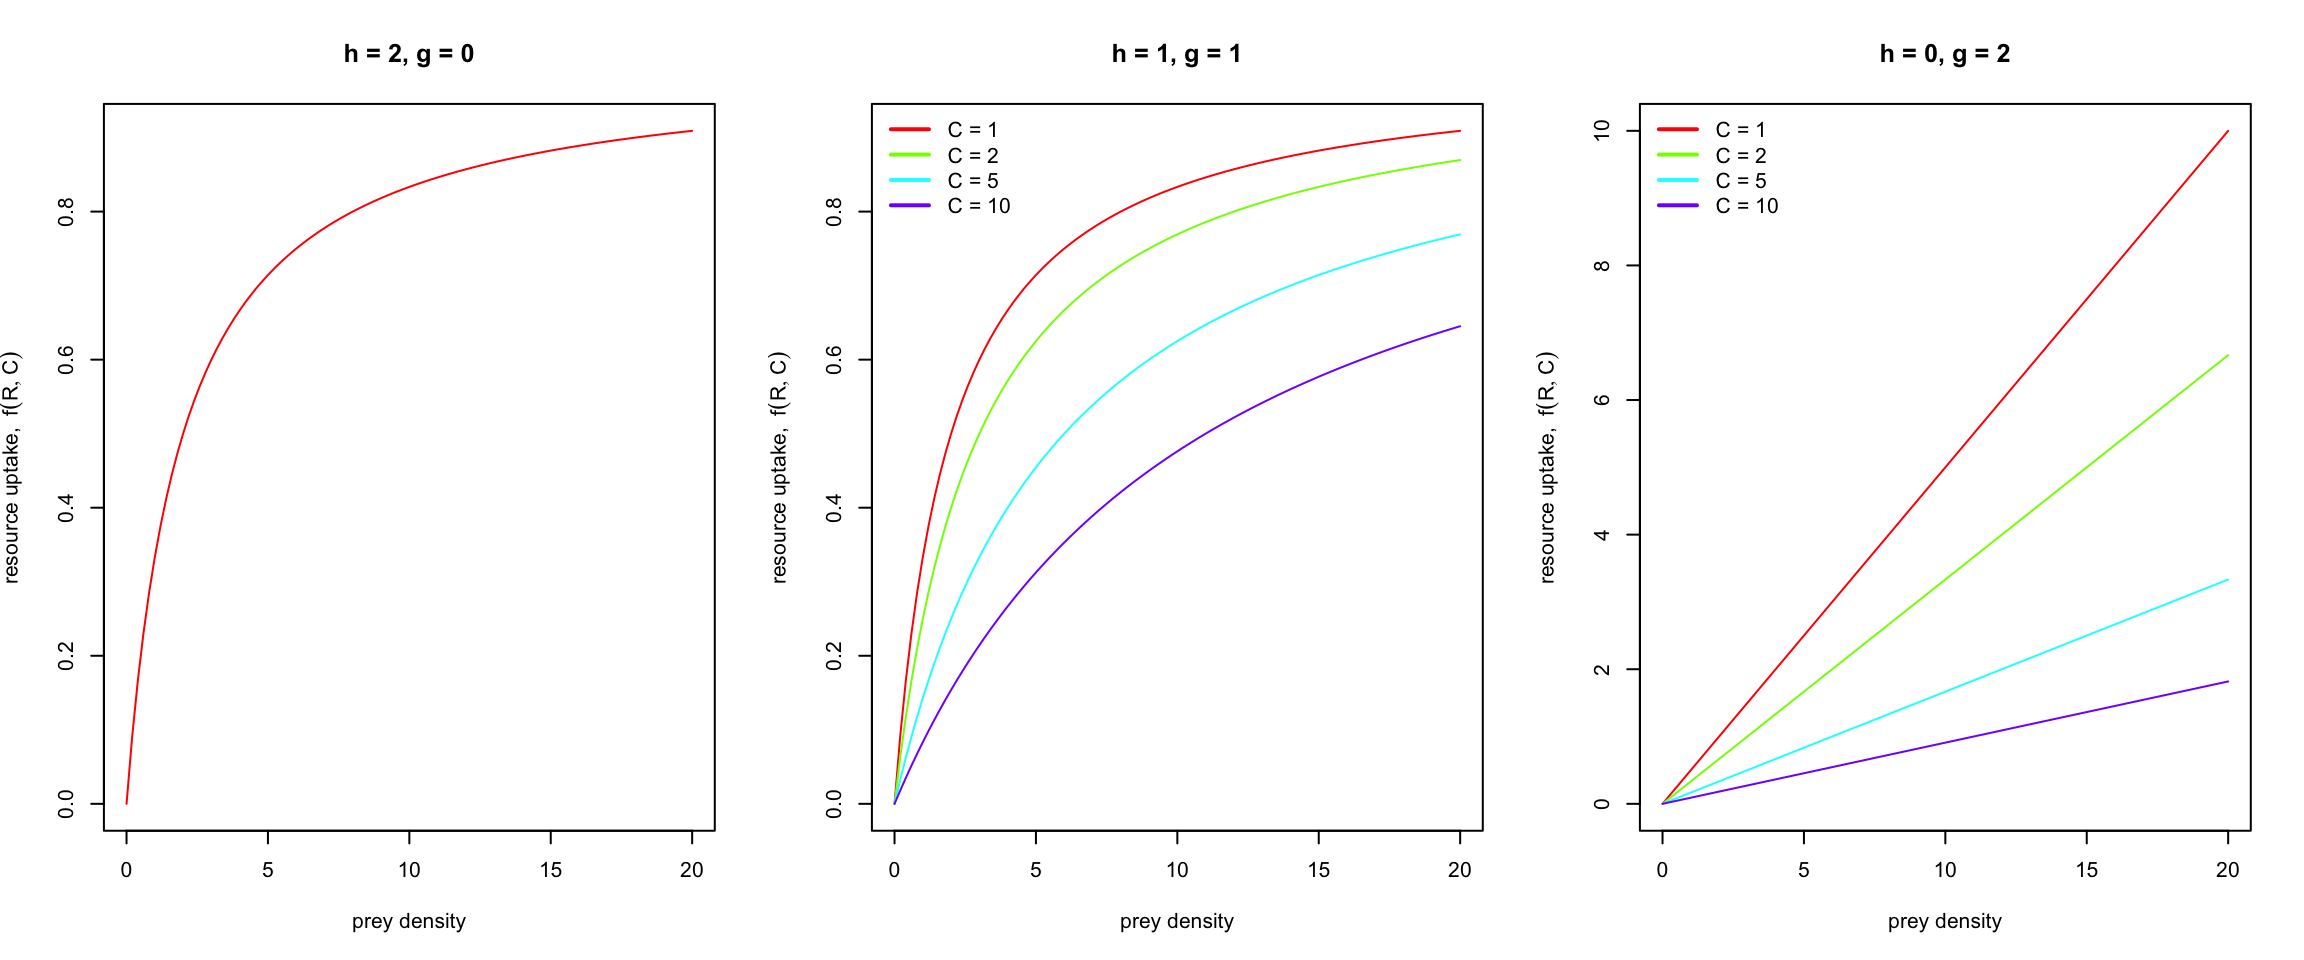 h = 2, g = 0
resource uptake, f(R, C)
0.8
0.6
0.4
0.2
0.0
0 5 10 15 20
prey density
h = 1, g = 1
C = 1
C = 2
C = 5
C = 10
resource uptake, f(R, C)
0.8
0.6
0.4
0.2
0.0
0 5 10 15 20
prey density
h = 0, g = 2
C = 1
C = 2
C = 5
C = 10
resource uptake, f(R, C)
10
8
6
4
2
0
0 5 10 15 20
prey density